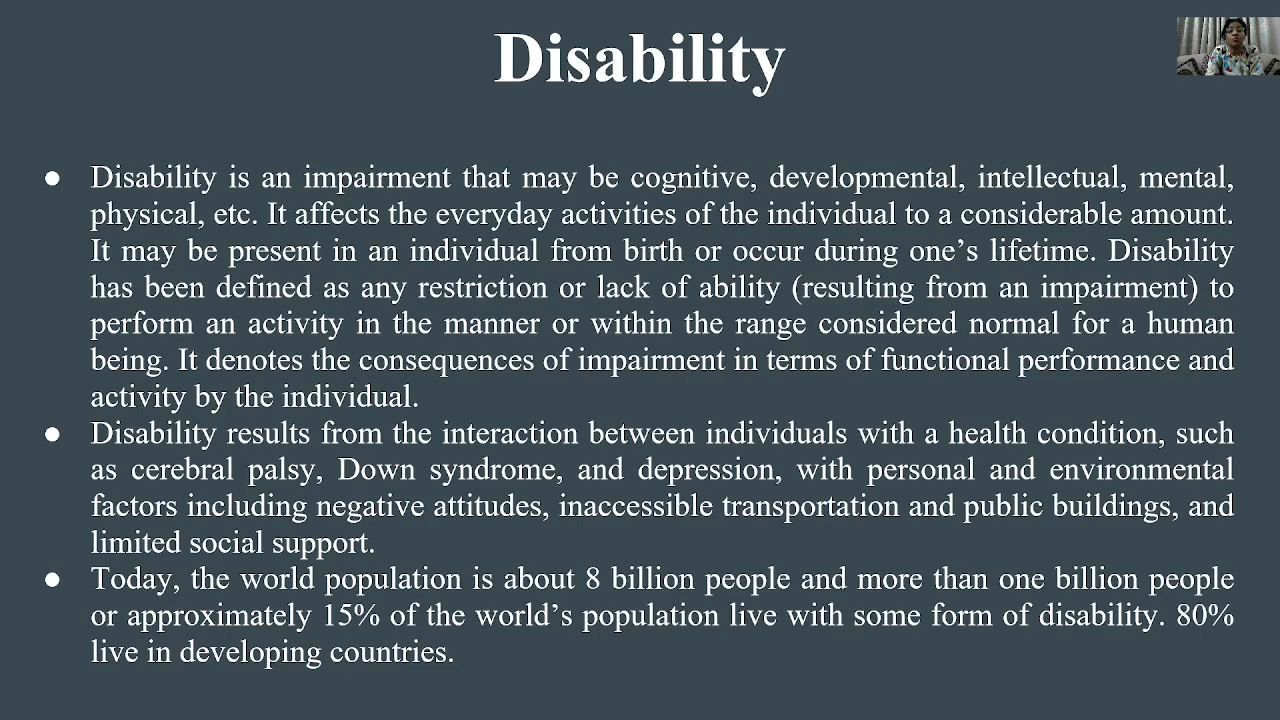 Disability
● Disability is an impairment that may be cognitive, developmental, intellectual, mental,
physical, etc. It affects the everyday activities of the individual to a considerable amount.
It may be present in an individual from birth or occur during one’s lifetime. Disability
has been defined as any restriction or lack of ability (resulting from an impairment) to
perform an activity in the manner or within the range considered normal for a human
being. It denotes the consequences of impairment in terms of functional performance and
activity by the individual.
● Disability results from the interaction between individuals with a health condition, such
as cerebral palsy, Down syndrome, and depression, with personal and environmental
factors including negative attitudes, inaccessible transportation and public buildings, and
limited social support.
● Today, the world population is about 8 billion people and more than one billion people
or approximately 15% of the world’s population live with some form of disability. 80%
live in developing countries.